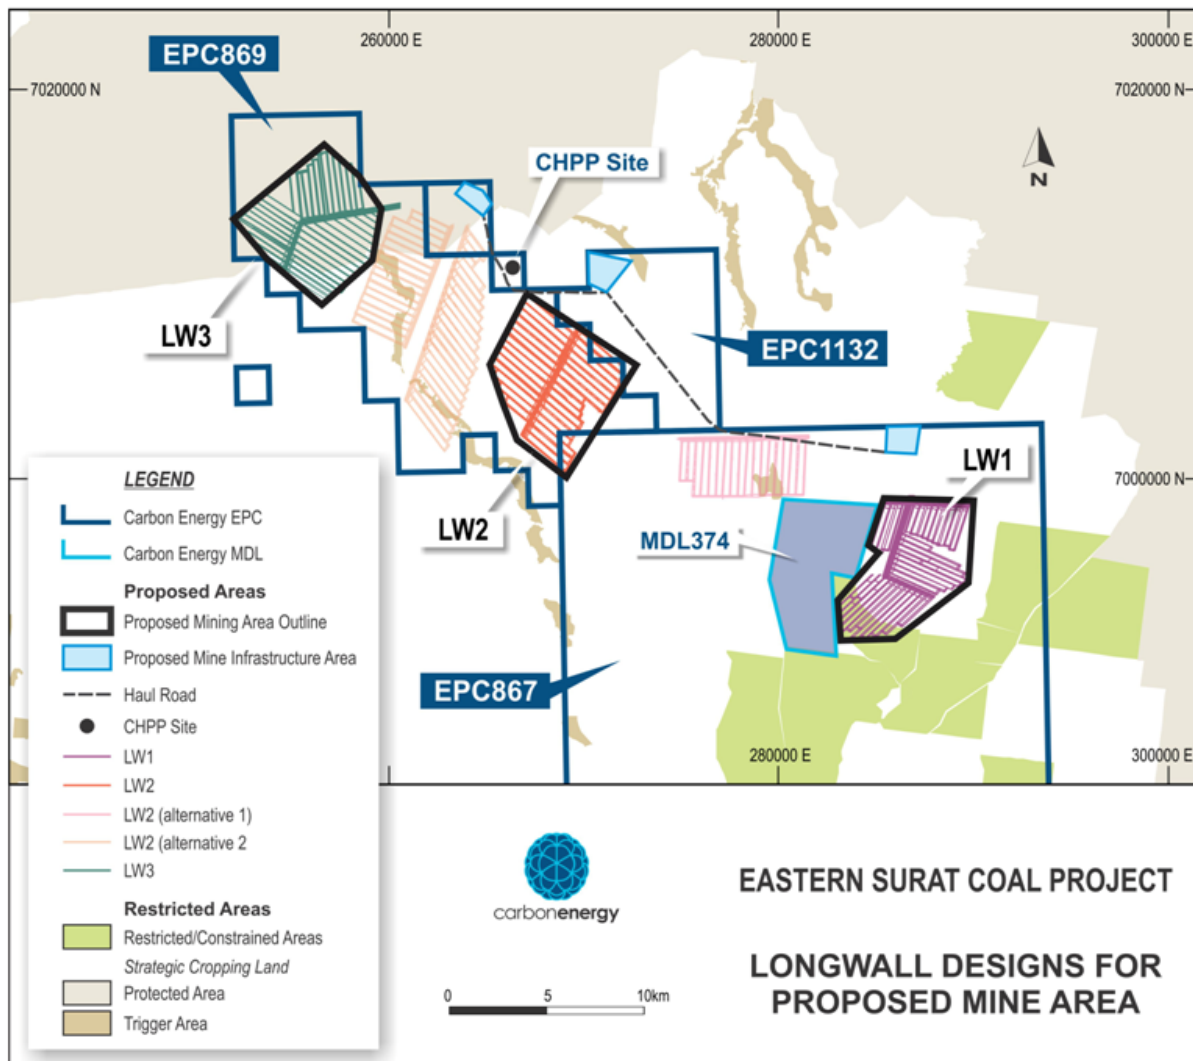 260000 E
280000 E
300000 E
EPC869
7020000 N
7020000 N
CHPP Site
N
LW3
EPC1132
LW1
7000000 N
LW2
MDL374
EPC867
280000 E
300000 E
LEGEND
Carbon Energy EPC
Carbon Energy MDL
Proposed Areas
Proposed Mining Area Outline
Proposed Mine Infrastructure Area
Haul Road
CHPP Site
LW1
LW2
LW2 (alternative 1)
LW2 (alternative 2
LW3
Restricted Areas
Restricted/Constrained Areas
Strategic Cropping Land
Protected Area
Trigger Area
carbonenergy
0 5 10km
EASTERN SURAT COAL PROJECT
LONGWALL DESIGNS FOR
PROPOSED MINE AREA